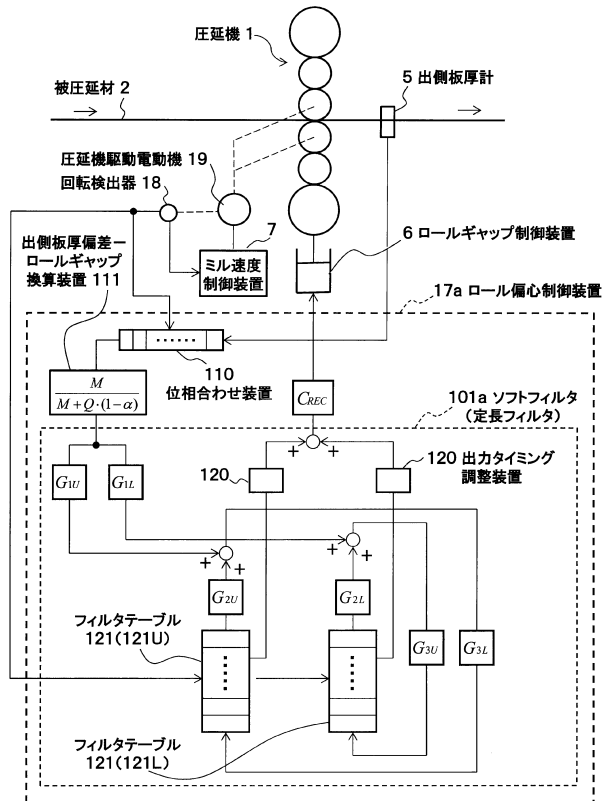 圧延機 1
被圧延材 2
5 出側板厚計
圧延機駆動電動機 19
回転検出器 18
7
ミル速度
制御装置
6 ロールギャップ制御装置
出側板厚偏差－
ロールギャップ
換算装置 111
17a ロール偏心制御装置
110
位相合わせ装置
M
M+Q·(1-α)
CREC
101a ソフトフィルタ
(定長フィルタ)
+ +
G1U G1L
120
120 出力タイミング
調整装置
+ +
+ +
G2U G2L
フィルタテーブル
121(121U)
G3U G3L
フィルタテーブル
121(121L)